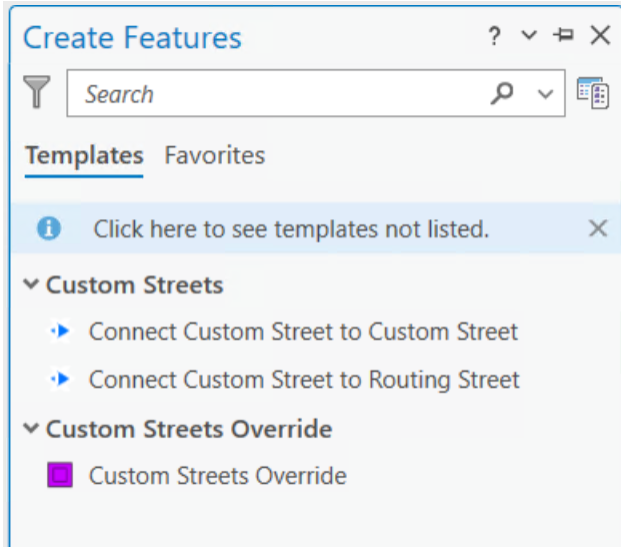 Create Features
?
Search
Templates Favorites
Click here to see templates not listed.
Custom Streets
Connect Custom Street to Custom Street
Connect Custom Street to Routing Street
Custom Streets Override
Custom Streets Override